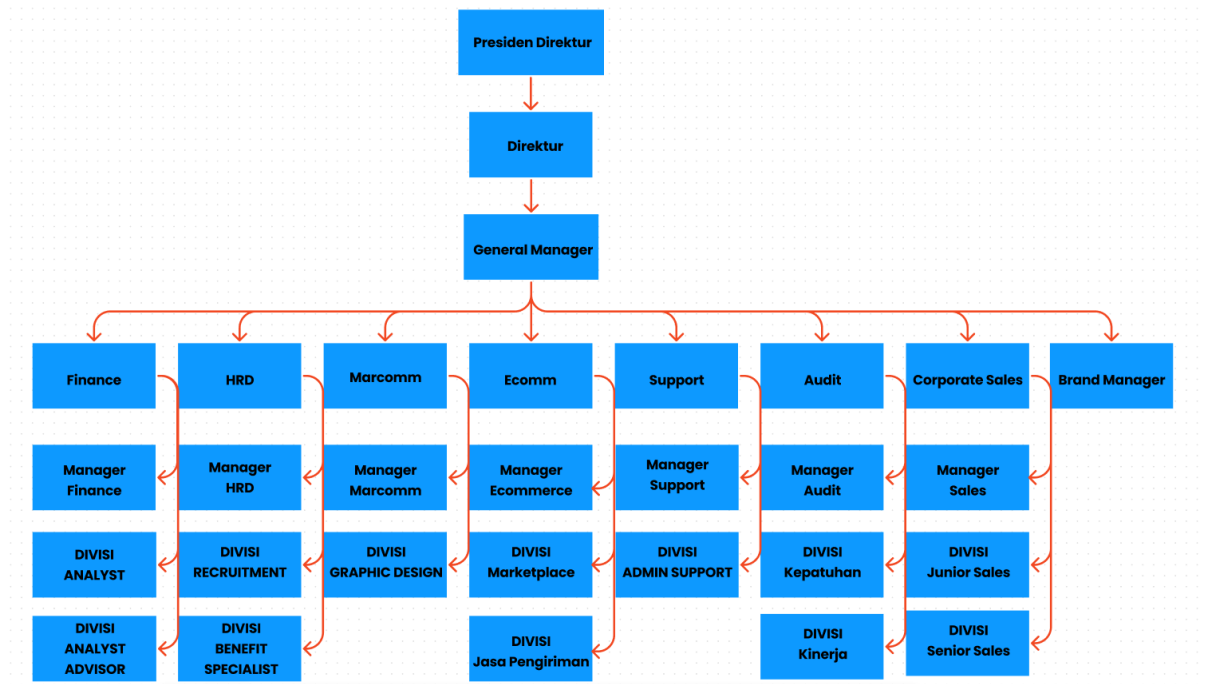 Presiden Direktur
Direktur
General Manager
Finance
HRD
Marcomm
Ecomm
Support
Audit
Corporate Sales
Brand Manager
Manager
Finance
Manager
HRD
Manager
Marcomm
Manager
Ecommerce
Manager
Support
Manager
Audit
Manager
Sales
DIVISI
ANALYST
DIVISI
RECRUITMENT
DIVISI
GRAPHIC DESIGN
DIVISI
Marketplace
DIVISI
ADMIN SUPPORT
DIVISI
Kepatuhan
DIVISI
Junior Sales
DIVISI
ANALYST
ADVISOR
DIVISI
BENEFIT
SPECIALIST
DIVISI
Jasa Pengiriman
DIVISI
Kinerja
DIVISI
Senior Sales